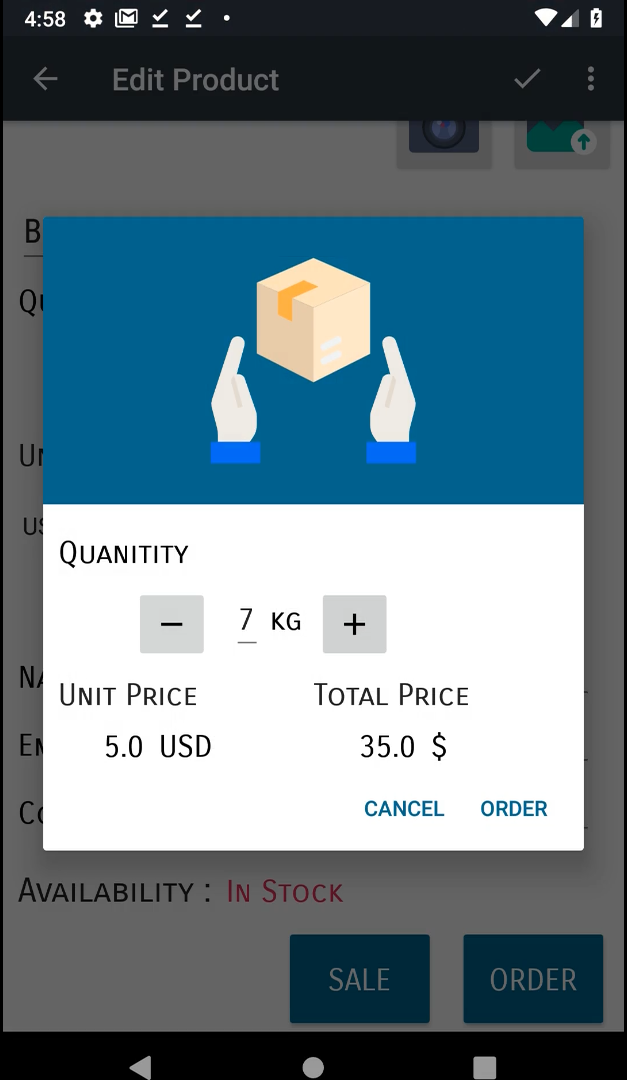 4:58
Edit Product
B
Qu
Un
US
QUANITITY
− 7 KG +
UNIT PRICE TOTAL PRICE
5.0 USD 35.0 $
CANCEL ORDER
NA
EM
CO
AVAILABILITY : IN STOCK
SALE ORDER